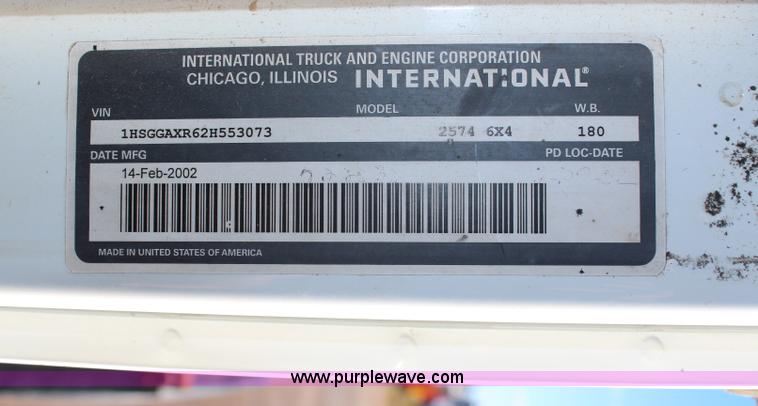 INTERNATIONAL TRUCK AND ENGINE CORPORATION
CHICAGO, ILLINOIS INTERNATIONAL®
VIN MODEL W.B.
1HSGGAXR62H553073 2574 6X4 180
DATE MFG PD LOC-DATE
14-Feb-2002
MADE IN UNITED STATES OF AMERICA
www.purplewave.com